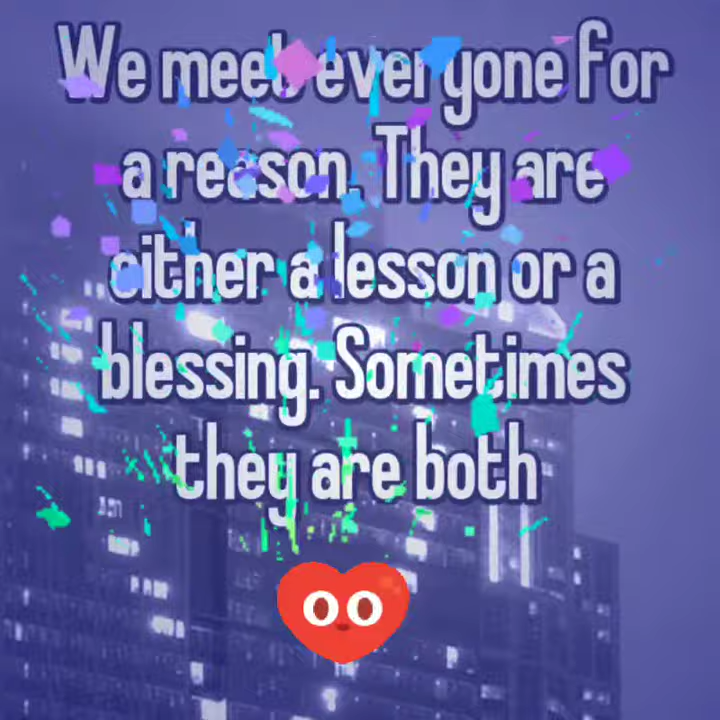 We meet everyone for
a reason. They are
either a lesson or a
blessing. Sometimes
they are both